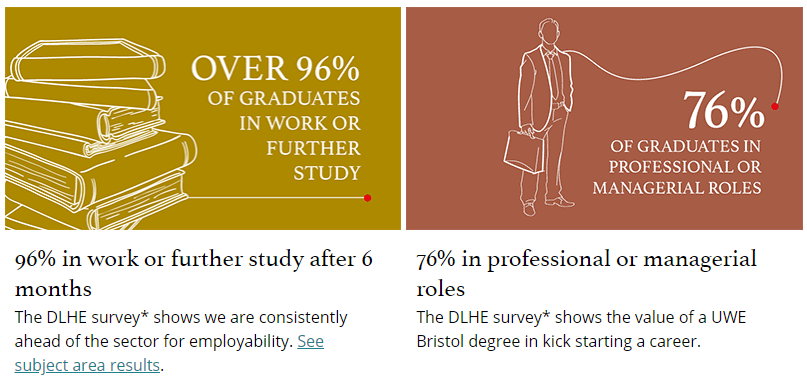 OVER 96%
OF GRADUATES
IN WORK OR
FURTHER
STUDY
96% in work or further study after 6
months
The DLHE survey* shows we are consistently
ahead of the sector for employability. See
subject area results.
76%
OF GRADUATES IN
PROFESSIONAL OR
MANAGERIAL ROLES
76% in professional or managerial
roles
The DLHE survey* shows the value of a UWE
Bristol degree in kick starting a career.